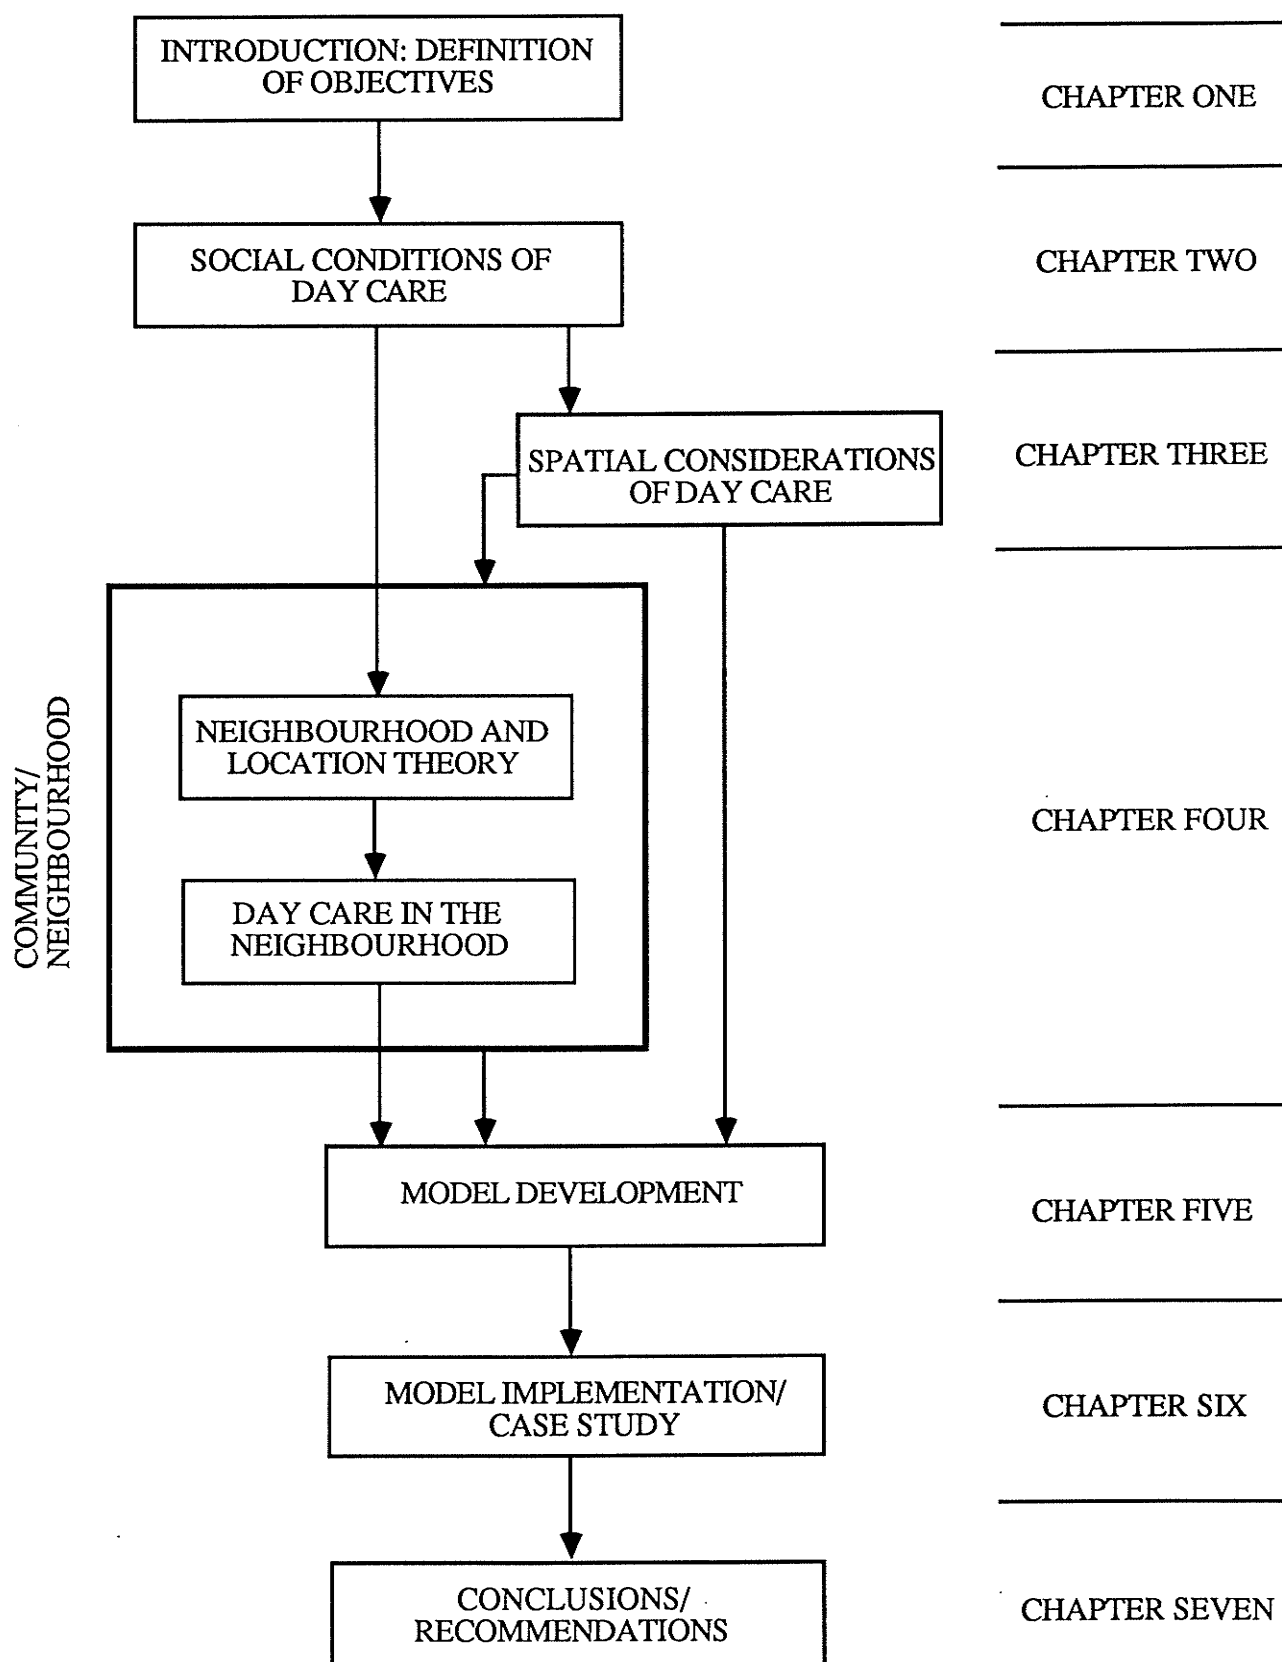 INTRODUCTION: DEFINITION
OF OBJECTIVES
CHAPTER ONE
SOCIAL CONDITIONS OF
DAY CARE
CHAPTER TWO
SPATIAL CONSIDERATIONS
OF DAY CARE
CHAPTER THREE
COMMUNITY/
NEIGHBOURHOOD
NEIGHBOURHOOD AND
LOCATION THEORY
DAY CARE IN THE
NEIGHBOURHOOD
CHAPTER FOUR
MODEL DEVELOPMENT
CHAPTER FIVE
MODEL IMPLEMENTATION/
CASE STUDY
CHAPTER SIX
CONCLUSIONS/
RECOMMENDATIONS
CHAPTER SEVEN